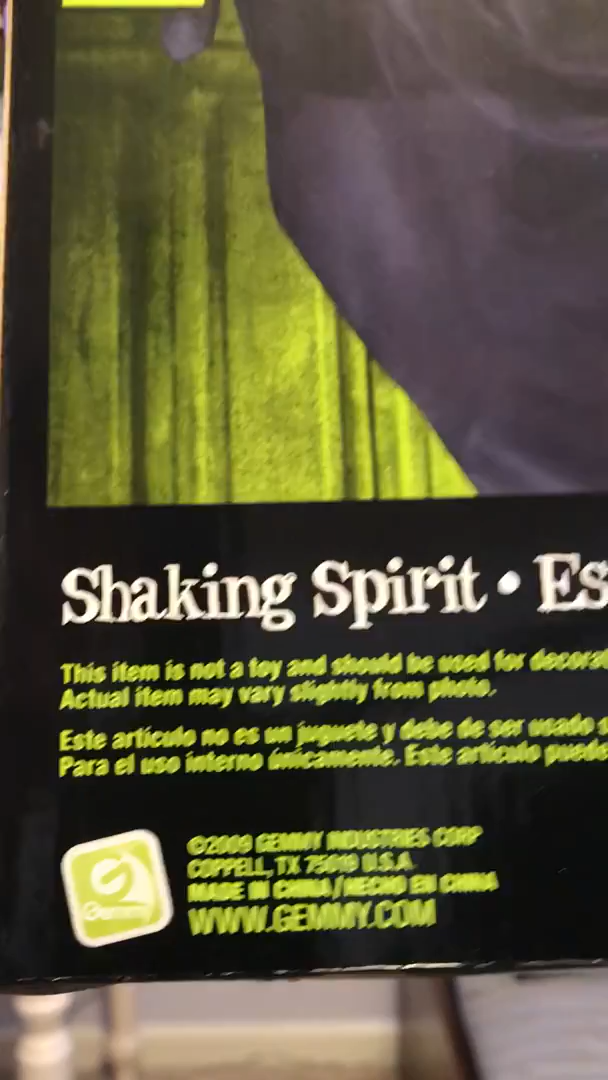 Shaking Spirit • Es
This item is not a toy and should be used for decorat
Actual item may vary slightly from photo.
Este artículo no es un juguete y debe de ser usado
Para el uso interno únicamente. Este artículo puede
Gemmy
©2009 GEMMY INDUSTRIES CORP
COPPELL, TX 75019 U.S.A.
MADE IN CHINA/HECHO EN CHINA
WWW.GEMMY.COM